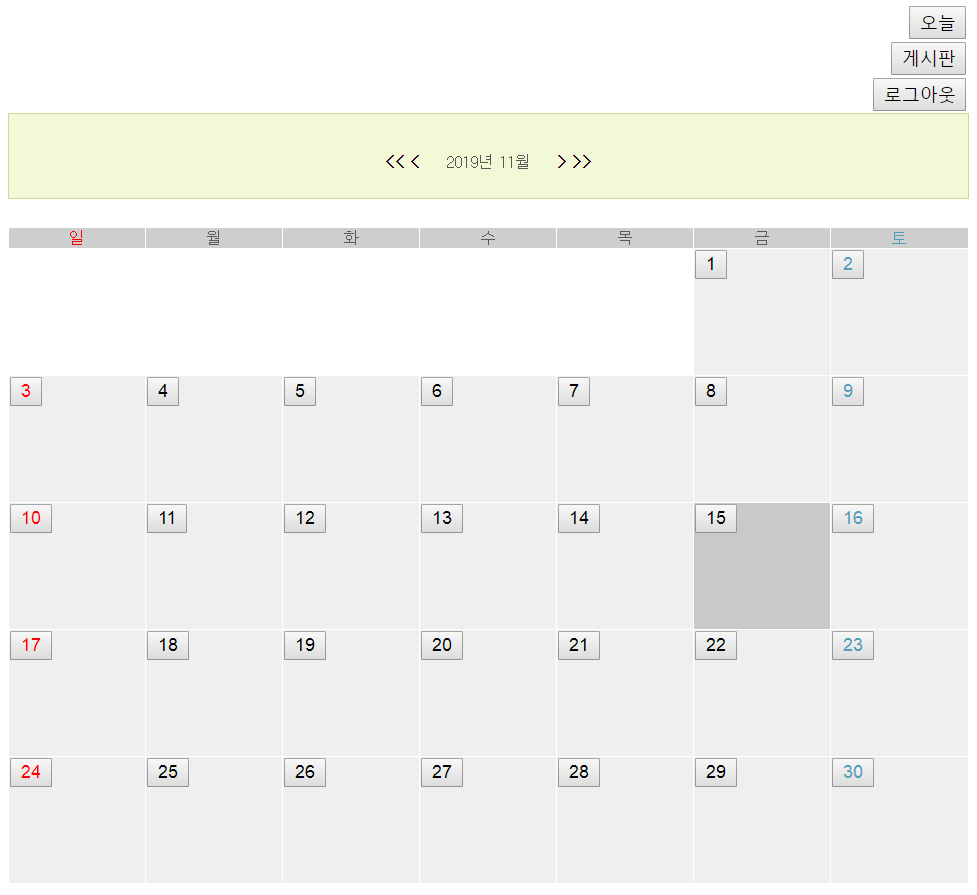 오늘
게시판
로그아웃
<< < 2019년 11월 > >>
일 월 화 수 목 금 토
1 2
3 4 5 6 7 8 9
10 11 12 13 14 15 16
17 18 19 20 21 22 23
24 25 26 27 28 29 30